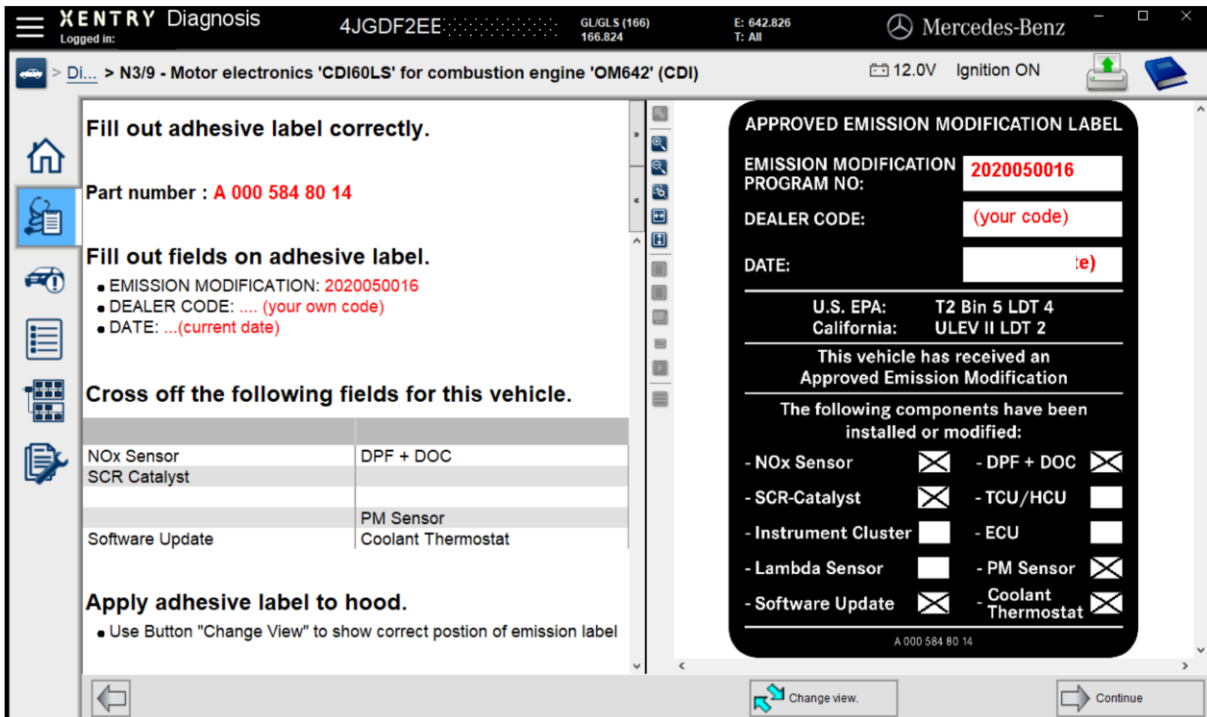 XENTRY Diagnosis
Logged in:
4JGDF2EE
GL/GLS (166)
166.824
E: 642.826
T: All
Mercedes-Benz
> Di... > N3/9 - Motor electronics 'CDI60LS' for combustion engine 'OM642' (CDI)
12.0V Ignition ON
Fill out adhesive label correctly.
Part number : A 000 584 80 14
Fill out fields on adhesive label.
• EMISSION MODIFICATION: 2020050016
• DEALER CODE: .... (your own code)
• DATE: ...(current date)
Cross off the following fields for this vehicle.
NOx Sensor DPF + DOC
SCR Catalyst
PM Sensor
Software Update Coolant Thermostat
Apply adhesive label to hood.
• Use Button "Change View" to show correct postion of emission label
APPROVED EMISSION MODIFICATION LABEL
EMISSION MODIFICATION
PROGRAM NO:
2020050016
DEALER CODE: (your code)
DATE: te)
U.S. EPA: T2 Bin 5 LDT 4
California: ULEV II LDT 2
This vehicle has received an
Approved Emission Modification
The following components have been
installed or modified:
- NOx Sensor - DPF + DOC
- SCR-Catalyst - TCU/HCU
- Instrument Cluster - ECU
- Lambda Sensor - PM Sensor
- Software Update - Coolant
Thermostat
A 000 584 80 14
Change view.
Continue